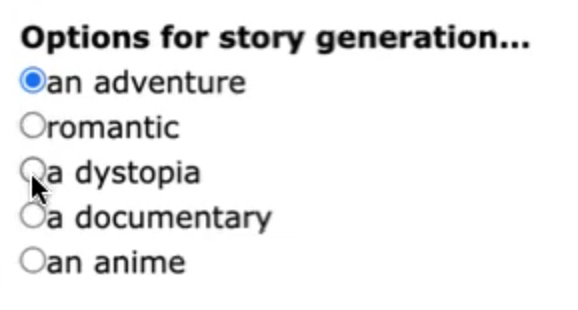 Options for story generation...
an adventure
romantic
a dystopia
a documentary
an anime